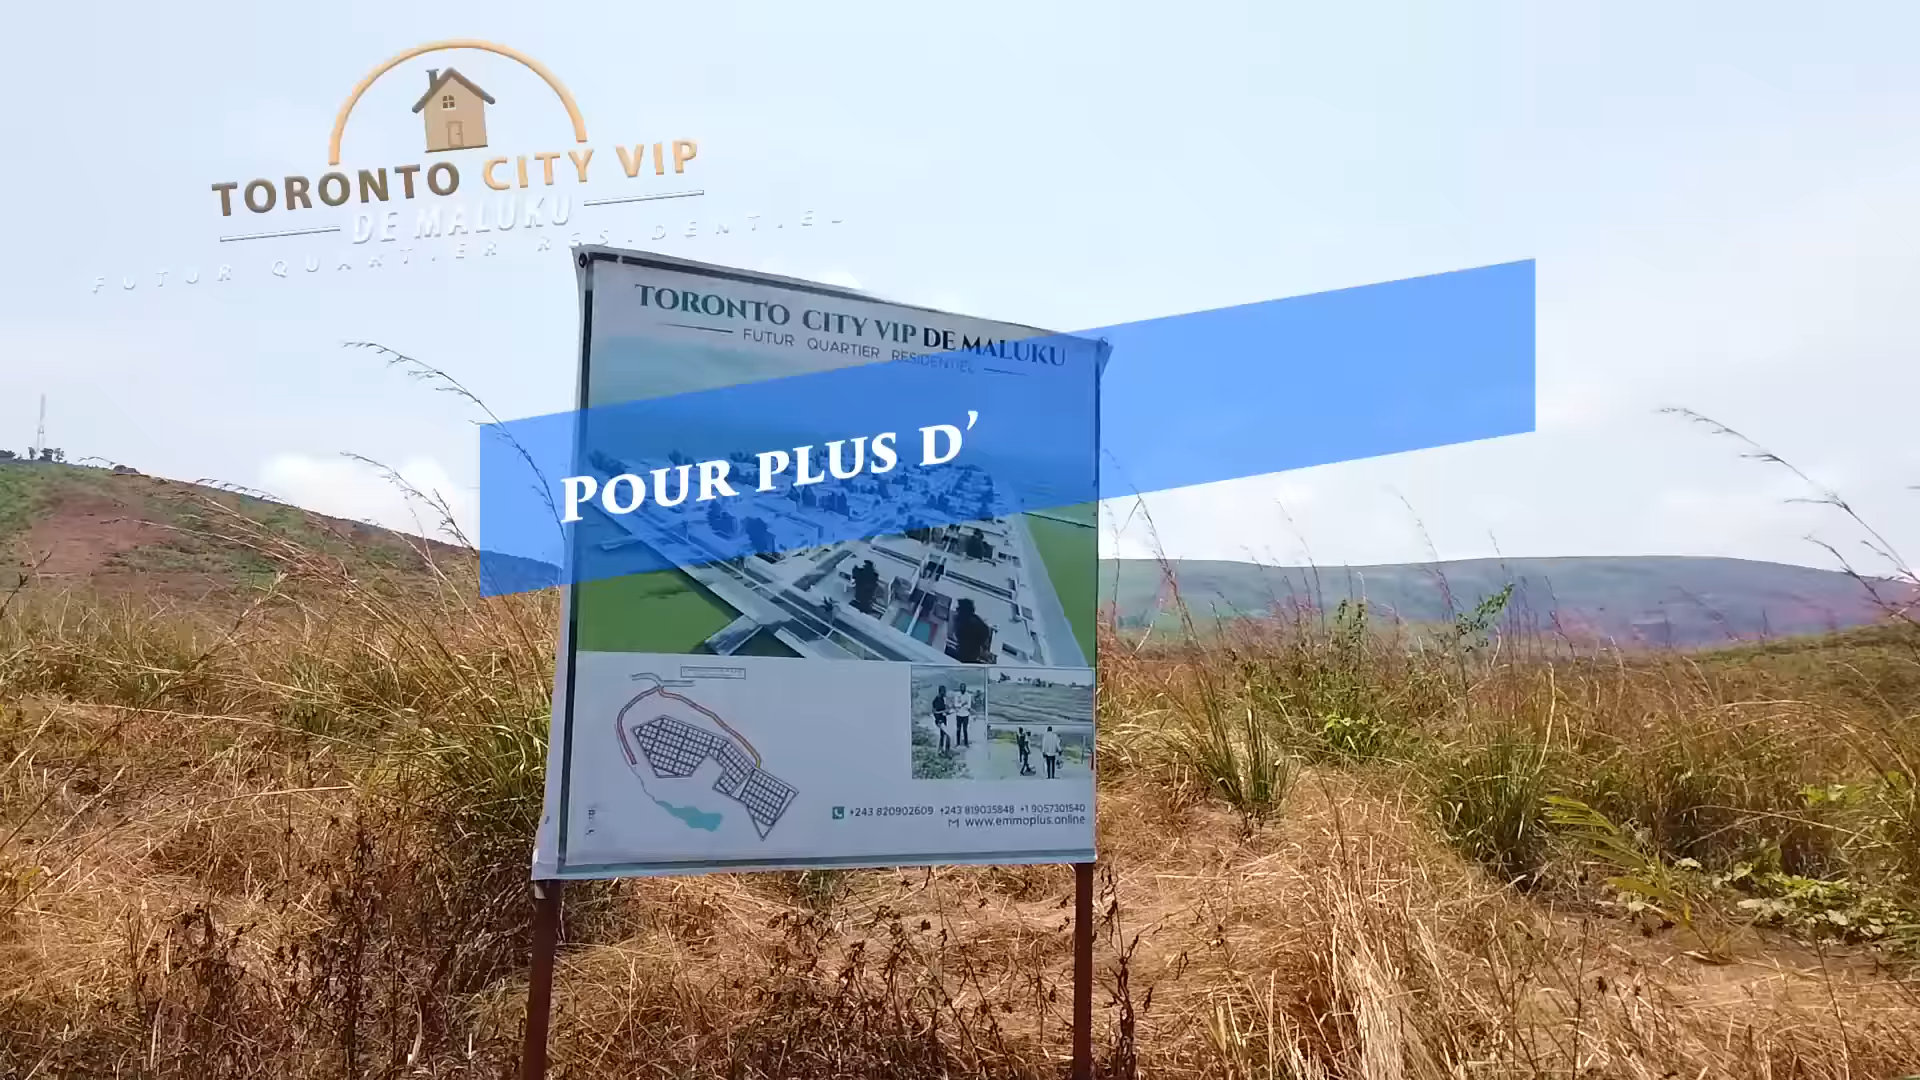 TORONTO CITY VIP
DE MALUKU
FUTUR QUARTIER RESIDENTIEL
TORONTO CITY VIP DE MALUKU
FUTUR QUARTIER RESIDENTIEL
POUR PLUS D’
+243 820902609 +243 819035848 +1 9057301540
www.emmoplus.online